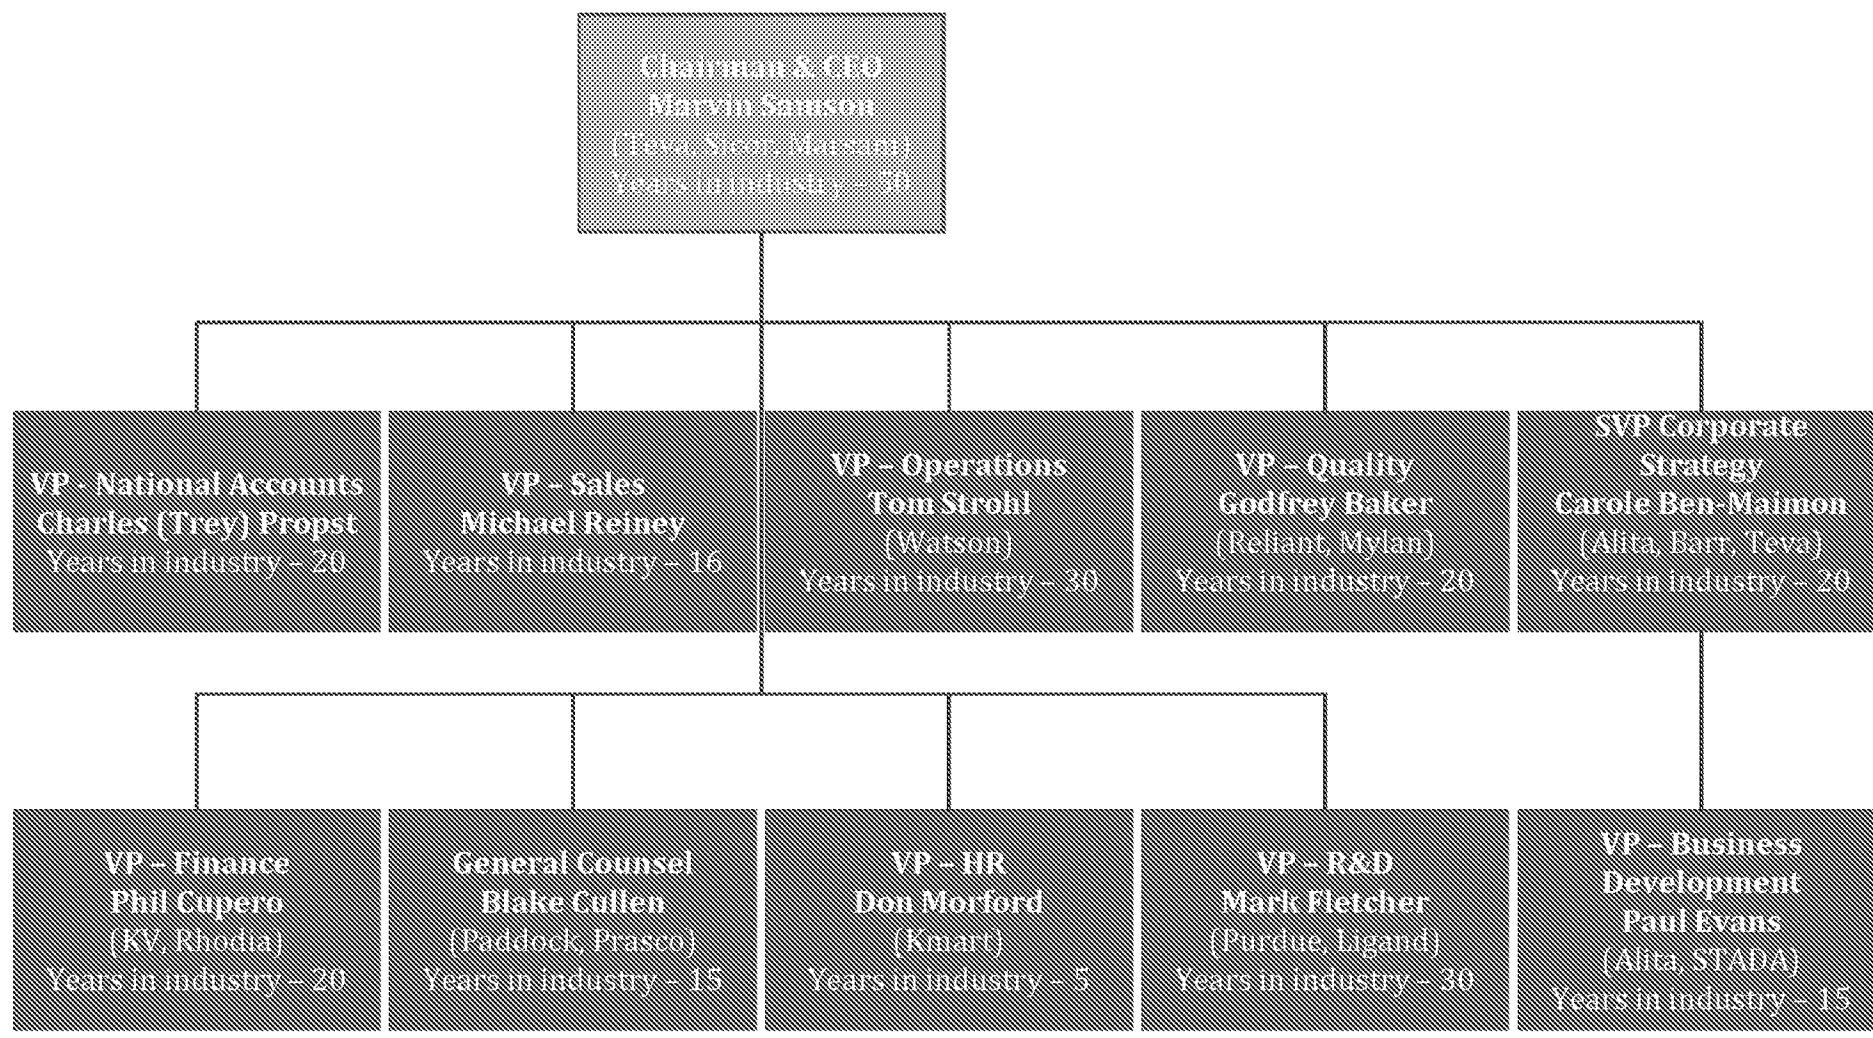 Chairman & CEO
Marvin Samson
(Teva, Sicor, Marsam)
Years in industry – 50
VP - National Accounts
Charles (Trey) Propst
Years in industry – 20
VP – Sales
Michael Reiney
Years in industry – 16
VP – Operations
Tom Strohl
(Watson)
Years in industry – 30
VP – Quality
Godfrey Baker
(Reliant, Mylan)
Years in industry – 20
SVP Corporate
Strategy
Carole Ben-Maimon
(Alita, Barr, Teva)
Years in industry – 20
VP – Finance
Phil Cupero
(KV, Rhodia)
Years in industry – 20
General Counsel
Blake Cullen
(Paddock, Prasco)
Years in industry – 15
VP – HR
Don Morford
(Kmart)
Years in industry – 5
VP – R&D
Mark Fletcher
(Purdue, Ligand)
Years in industry – 30
VP – Business
Development
Paul Evans
(Alita, STADA)
Years in industry – 15